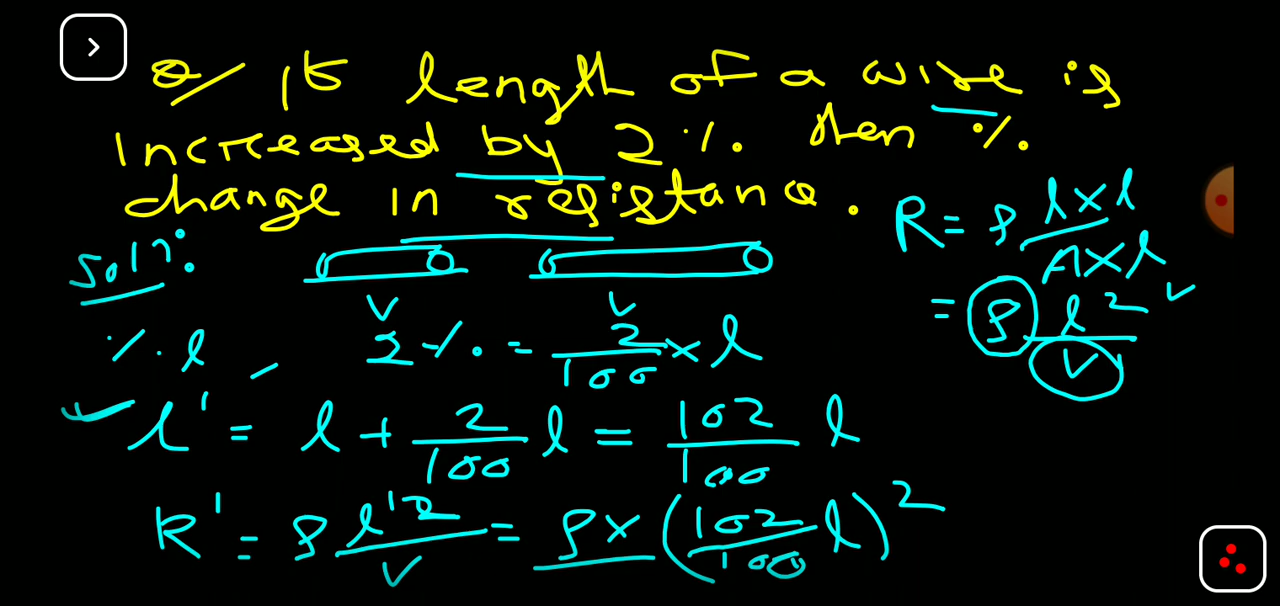 Q/ If length of a wire is
increased by 2%. then %
change in resistance.
Soln:
R = ρ l×l / A×l
= ρ l² / V
V V
% l 2% = 2/100 × l
l' = l + 2/100 l = 102/100 l
R' = ρ l'² / V = ρ × (102/100 l)²